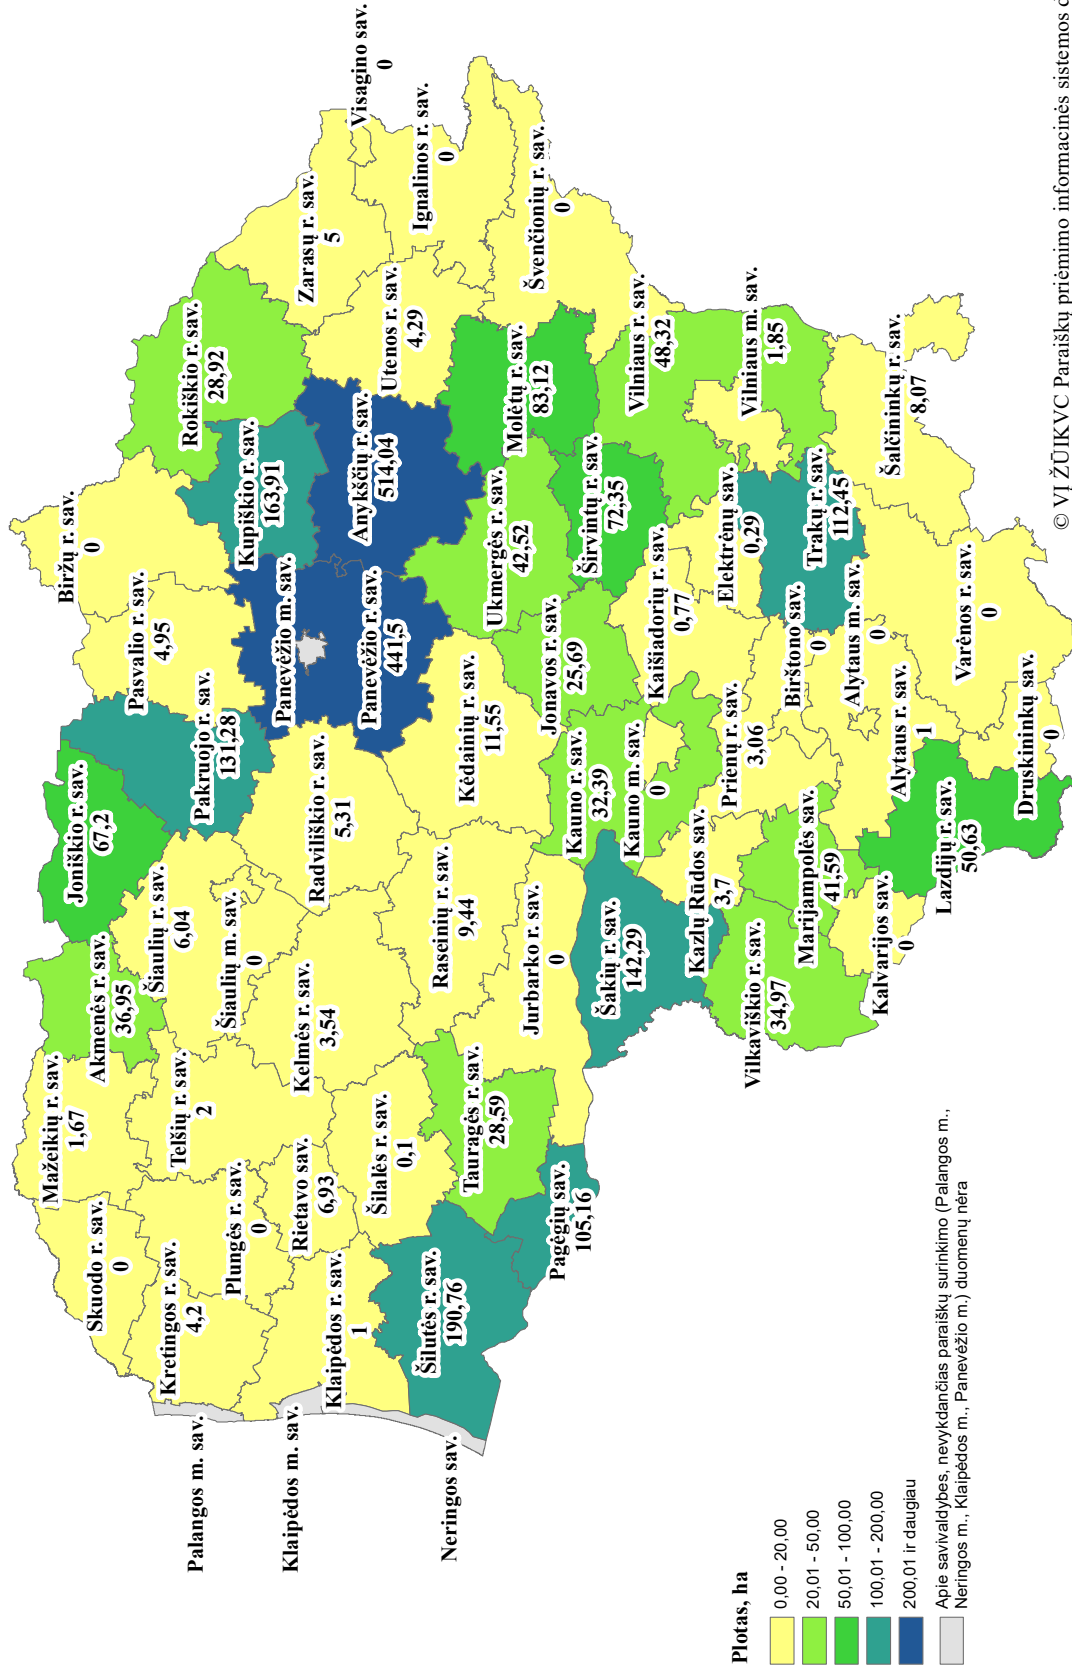 Skuodo r. sav.
0
Mažeikių r. sav.
1,67
Akmenės r. sav.
36,95
Joniškio r. sav.
67,2
Pakruojo r. sav.
131,28
Pasvalio r. sav.
4,95
Biržų r. sav.
0
Rokiškio r. sav.
28,92
Kupiškio r. sav.
163,91
Kretingos r. sav.
4,2
Palangos m. sav.
Plungės r. sav.
0
Telšių r. sav.
2
Šiaulių r. sav.
6,04
Šiaulių m. sav.
0
Radviliškio r. sav.
5,31
Panevėžio m. sav.
Panevėžio r. sav.
441,5
Anykščių r. sav.
514,04
Zarasų r. sav.
5
Visagino sav.
0
Ignalinos r. sav.
0
Utenos r. sav.
4,29
Klaipėdos m. sav.
Klaipėdos r. sav.
1
Rietavo sav.
6,93
Kelmės r. sav.
3,54
Šilalės r. sav.
0,1
Šilutės r. sav.
190,76
Neringos sav.
Tauragės r. sav.
28,59
Pagėgių sav.
105,16
Raseinių r. sav.
9,44
Jurbarko r. sav.
0
Kėdainių r. sav.
11,55
Ukmergės r. sav.
42,52
Molėtų r. sav.
83,12
Švenčionių r. sav.
0
Jonavos r. sav.
25,69
Širvintų r. sav.
72,35
Vilniaus r. sav.
48,32
Vilniaus m. sav.
1,85
Kauno r. sav.
32,39
Kauno m. sav.
0
Kaišiadorių r. sav.
0,77
Elektrėnų sav.
0,29
Trakų r. sav.
112,45
Šalčininkų r. sav.
8,07
Šakių r. sav.
142,29
Kazlų Rūdos sav.
3,7
Prienų r. sav.
3,06
Birštono sav.
0
Alytaus m. sav.
0
Alytaus r. sav.
1
Varėnos r. sav.
0
Vilkaviškio r. sav.
34,97
Marijampolės sav.
41,59
Kalvarijos sav.
0
Lazdijų r. sav.
50,63
Druskininkų sav.
0
Plotas, ha
0,00 - 20,00
20,01 - 50,00
50,01 - 100,00
100,01 - 200,00
200,01 ir daugiau
Apie savivaldybes, nevykdančias paraiškų surinkimo (Palangos m.,
Neringos m., Klaipėdos m., Panevėžio m.) duomenų nėra
© VĮ ŽŪIKVC Paraiškų priėmimo informacinės sistemos